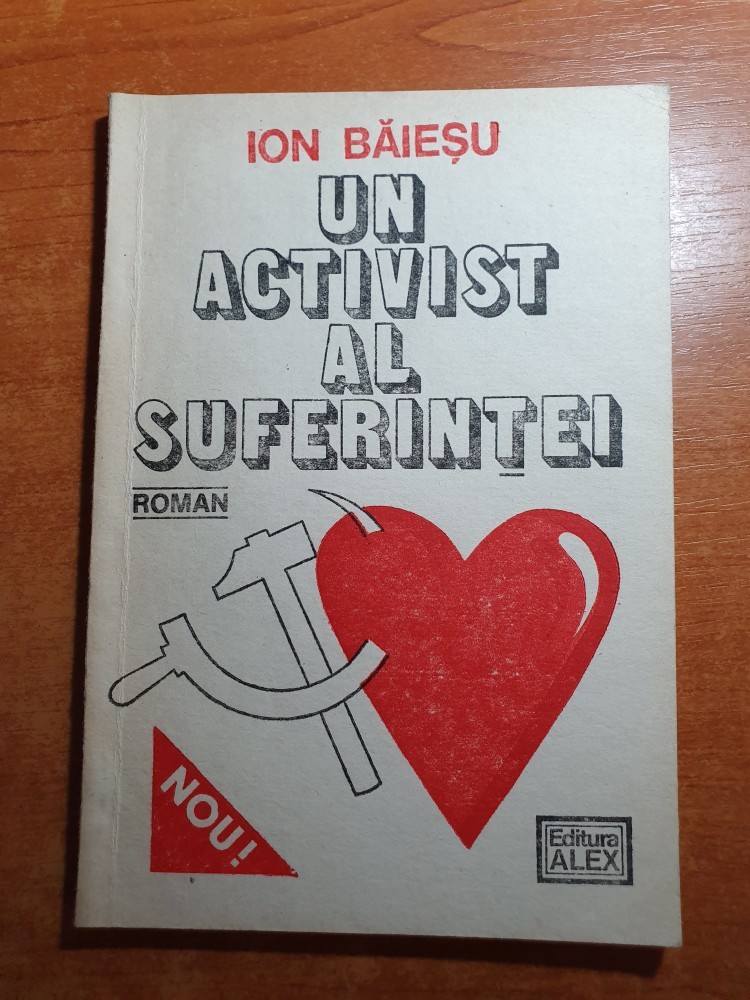 ION BĂIEȘU
UN
ACTIVIST
AL
SUFERINȚEI
ROMAN
NOU!
Editura
ALEX